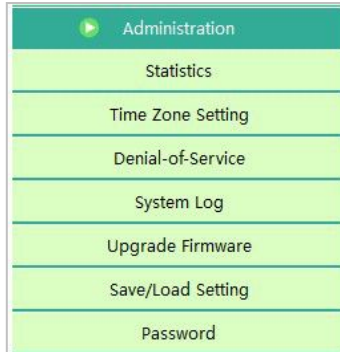 Administration
Statistics
Time Zone Setting
Denial-of-Service
System Log
Upgrade Firmware
Save/Load Setting
Password